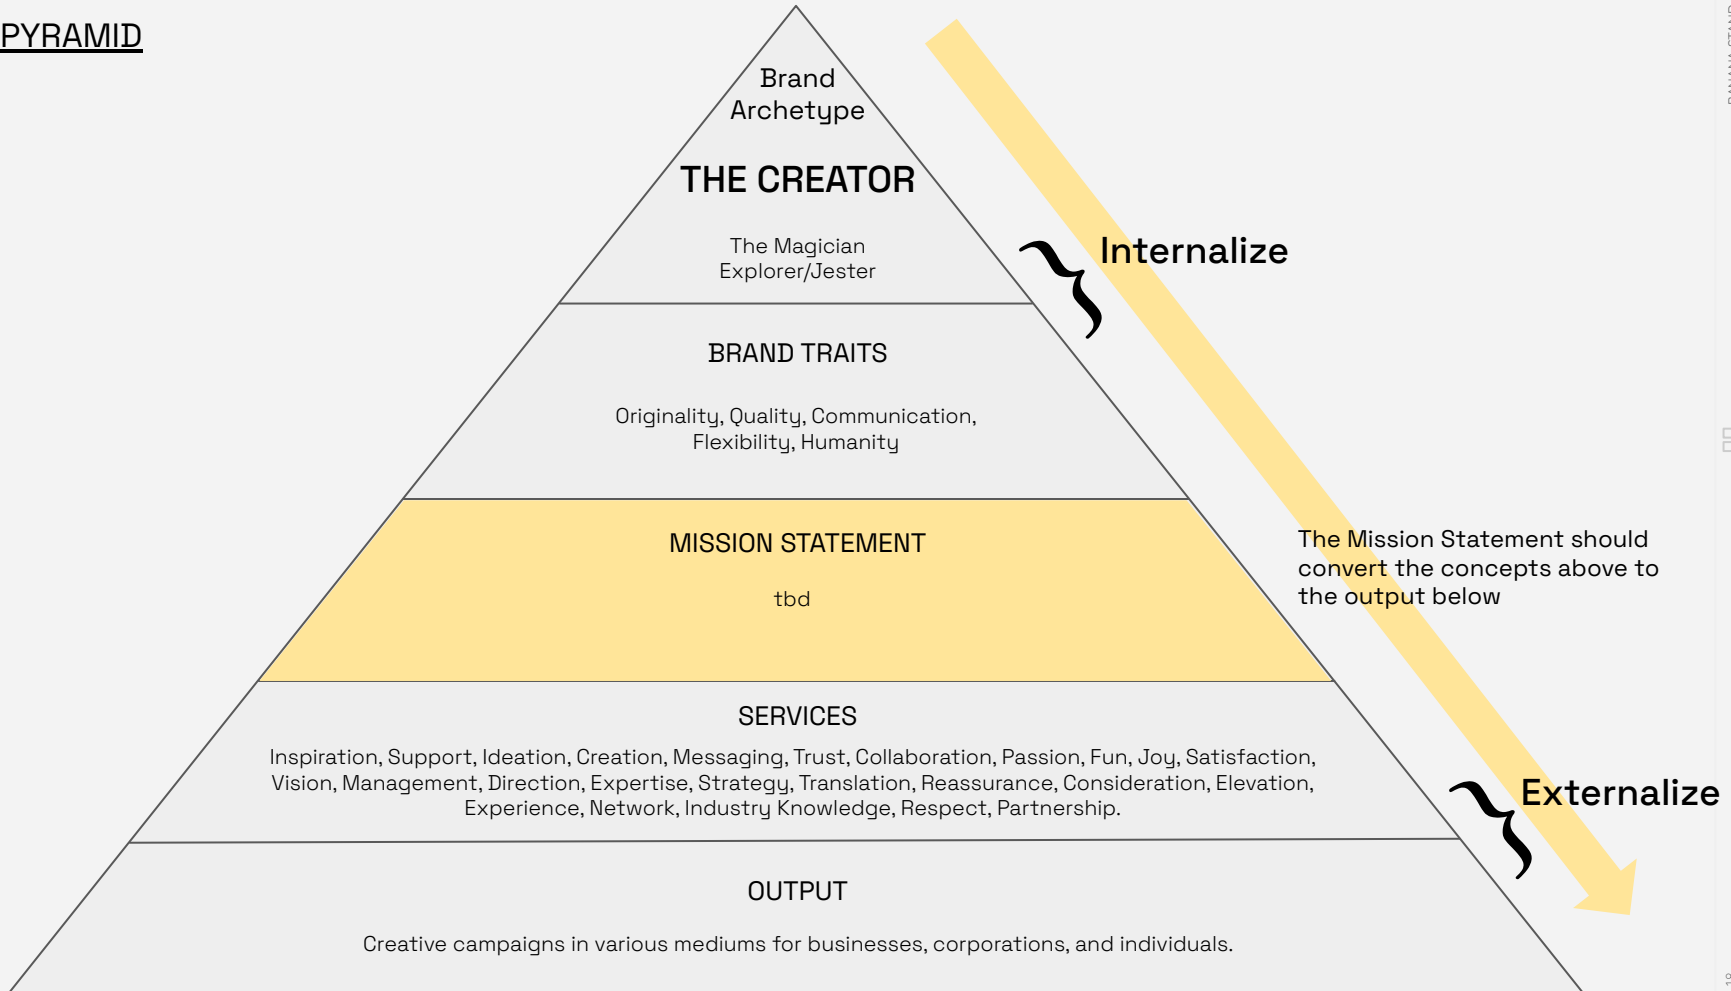 PYRAMID
Brand
Archetype
THE CREATOR
The Magician
Explorer/Jester
Internalize
BRAND TRAITS
Originality, Quality, Communication,
Flexibility, Humanity
MISSION STATEMENT
tbd
The Mission Statement should
convert the concepts above to
the output below
SERVICES
Inspiration, Support, Ideation, Creation, Messaging, Trust, Collaboration, Passion, Fun, Joy, Satisfaction,
Vision, Management, Direction, Expertise, Strategy, Translation, Reassurance, Consideration, Elevation,
Experience, Network, Industry Knowledge, Respect, Partnership.
Externalize
OUTPUT
Creative campaigns in various mediums for businesses, corporations, and individuals.